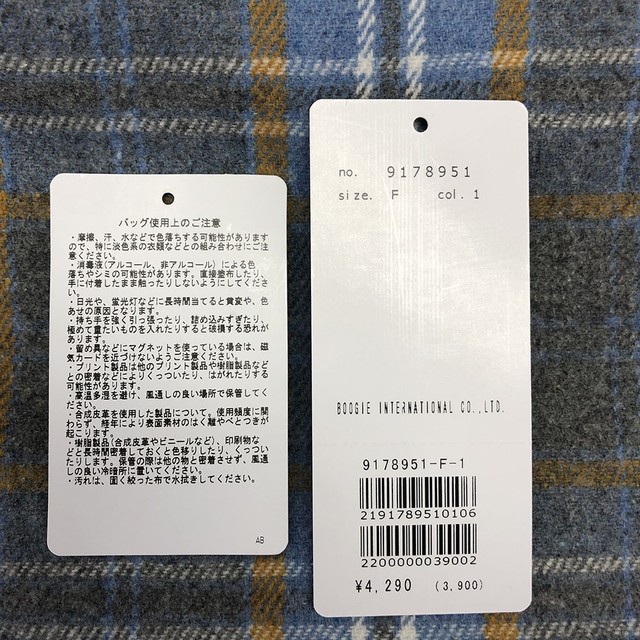 バッグ使用上のご注意
・摩擦、汗、水などで色落ちする可能性があります
ので、特に淡色系の衣類などとの組み合わせにご注
意ください。
・消毒液(アルコール、非アルコール)による色
落ちやシミの可能性があります。直接塗布したり、
手に付着したまま触ったりしないようにしてくだ
さい。
・日光や、蛍光灯などに長時間当てると黄変や、色
あせの原因となります。
・持ち手を強く引っ張ったり、詰め込みすぎたり、
極めて重たいものを入れたりすると破損する恐れが
あります。
・留め具などにマグネットを使っている場合は、磁
気カードを近づけないようご注意ください。
・プリント製品は他のプリント製品や樹脂製品など
との密着などによりくっついたり、はがれたりする
可能性があります。
・高温多湿を避けて、風通しの良い場所で保管してく
ださい。
・合成皮革を使用した製品について。使用頻度に関
わらず、経年により表面素材のはく離やべとつきが
起こります。
・樹脂製品(合成皮革やビニールなど)、印刷物な
どと長時間密着しておくと色移りしたり、くっつい
たりします。保管の際は他の物と密着させず、風通
しの良い冷暗所に置いてください。
・汚れは、固く絞った布で水拭きしてください。
AB
no. 9178951
size. F col. 1
BOOGIE INTERNATIONAL CO.,LTD.
9178951-F-1
2191789510106
2200000039002
¥4,290 (3,900)